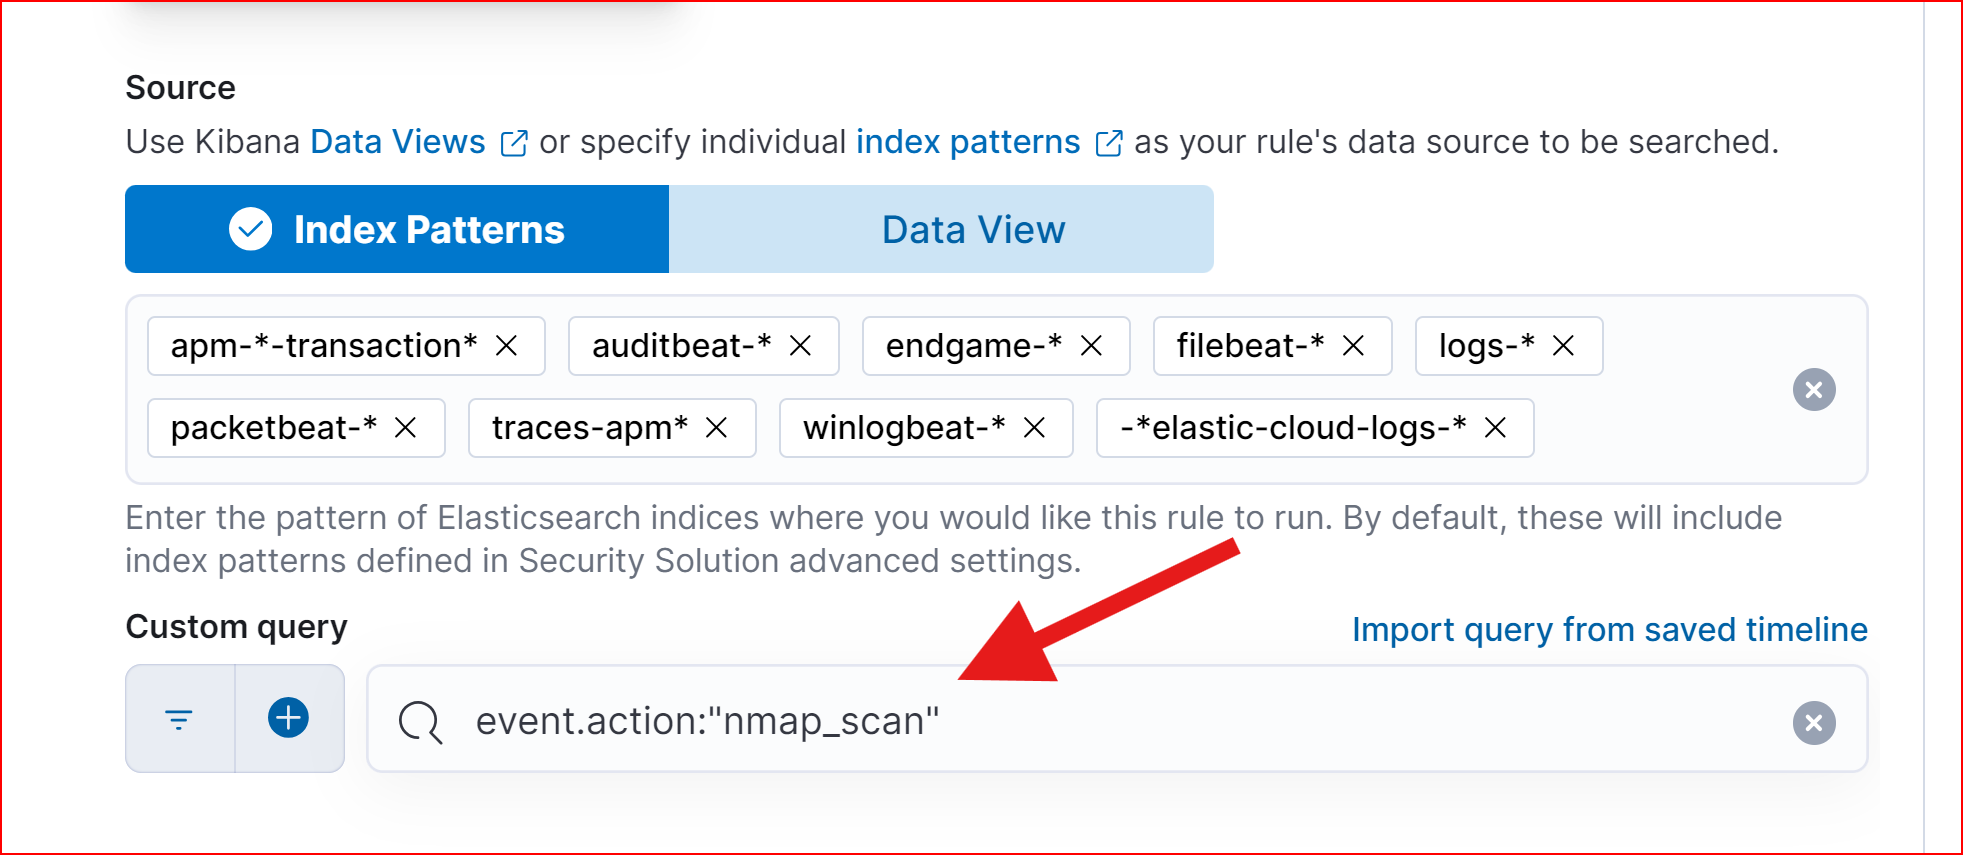 Source
Use Kibana Data Views or specify individual index patterns as your rule's data source to be searched.
Index Patterns Data View
apm-*-transaction* auditbeat-* endgame-* filebeat-* logs-*
packetbeat-* traces-apm* winlogbeat-* -*elastic-cloud-logs-*
Enter the pattern of Elasticsearch indices where you would like this rule to run. By default, these will include
index patterns defined in Security Solution advanced settings.
Custom query Import query from saved timeline
event.action:"nmap_scan"